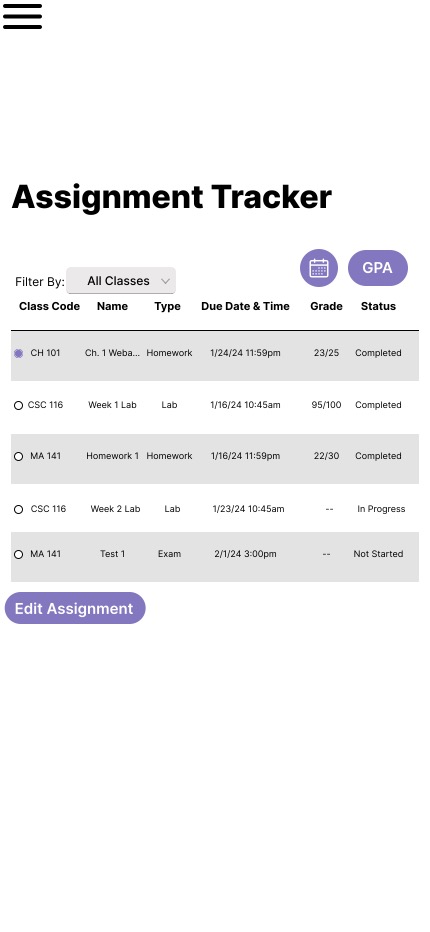 Assignment Tracker
GPA
Filter By: All Classes
Class Code Name Type Due Date & Time Grade Status
CH 101 Ch. 1 Weba... Homework 1/24/24 11:59pm 23/25 Completed
CSC 116 Week 1 Lab Lab 1/16/24 10:45am 95/100 Completed
MA 141 Homework 1 Homework 1/16/24 11:59pm 22/30 Completed
CSC 116 Week 2 Lab Lab 1/23/24 10:45am -- In Progress
MA 141 Test 1 Exam 2/1/24 3:00pm -- Not Started
Edit Assignment